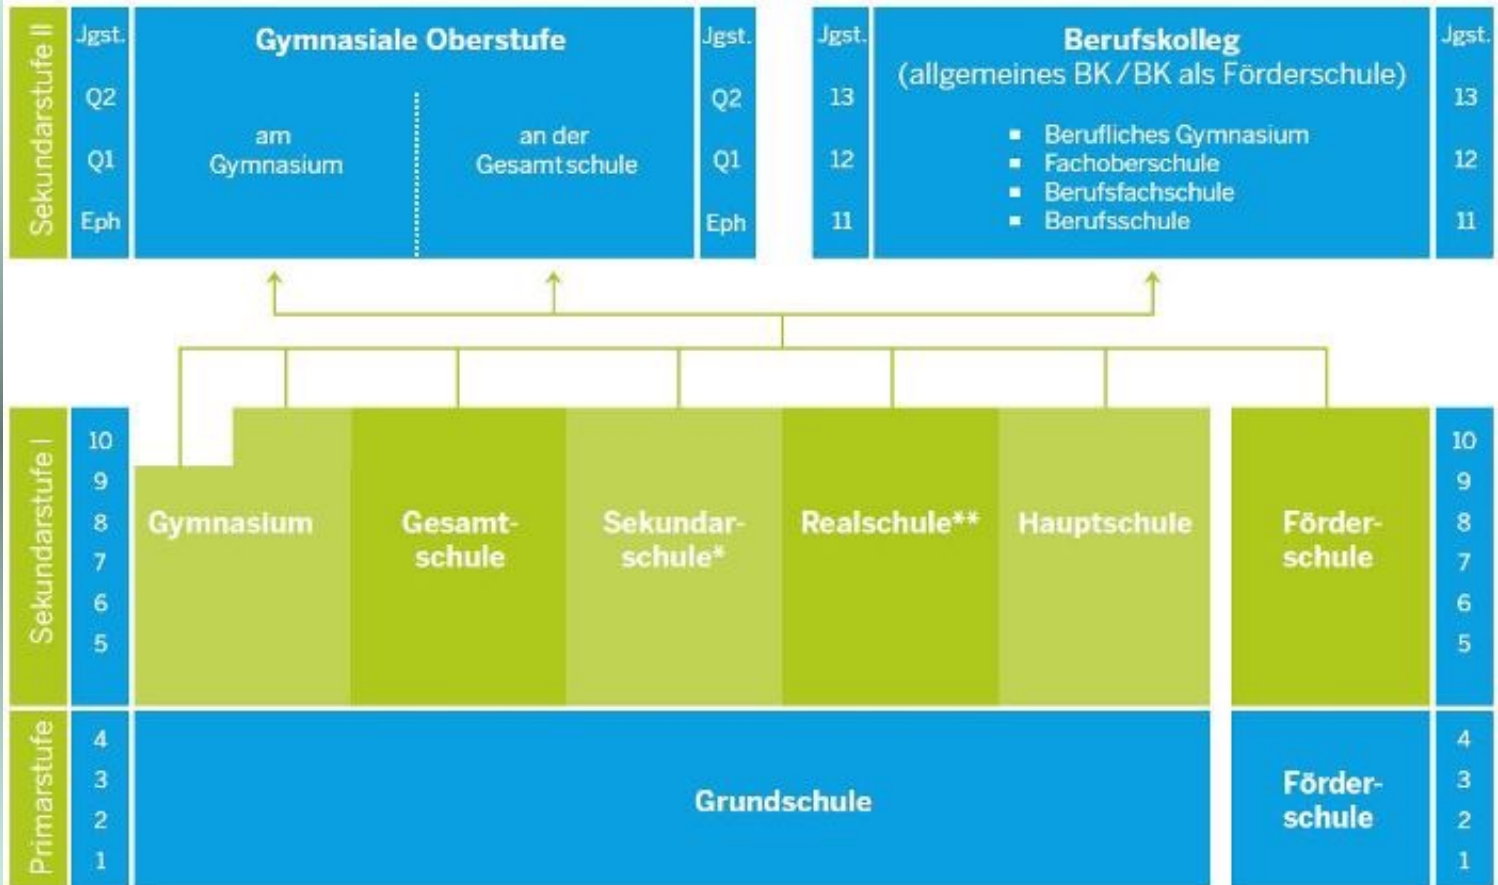 Sekundarstufe II
Jgst.
Q2
Q1
Eph
Gymnasiale Oberstufe
am
Gymnasium
an der
Gesamtschule
Jgst.
Q2
Q1
Eph
Jgst.
13
12
11
Berufskolleg
(allgemeines BK/BK als Förderschule)
▪ Berufliches Gymnasium
▪ Fachoberschule
▪ Berufsfachschule
▪ Berufsschule
Jgst.
13
12
11
Sekundarstufe I
10
9
8
7
6
5
Gymnasium
Gesamt-
schule
Sekundar-
schule*
Realschule**
Hauptschule
Förder-
schule
10
9
8
7
6
5
Primarstufe
4
3
2
1
Grundschule
Förder-
schule
4
3
2
1